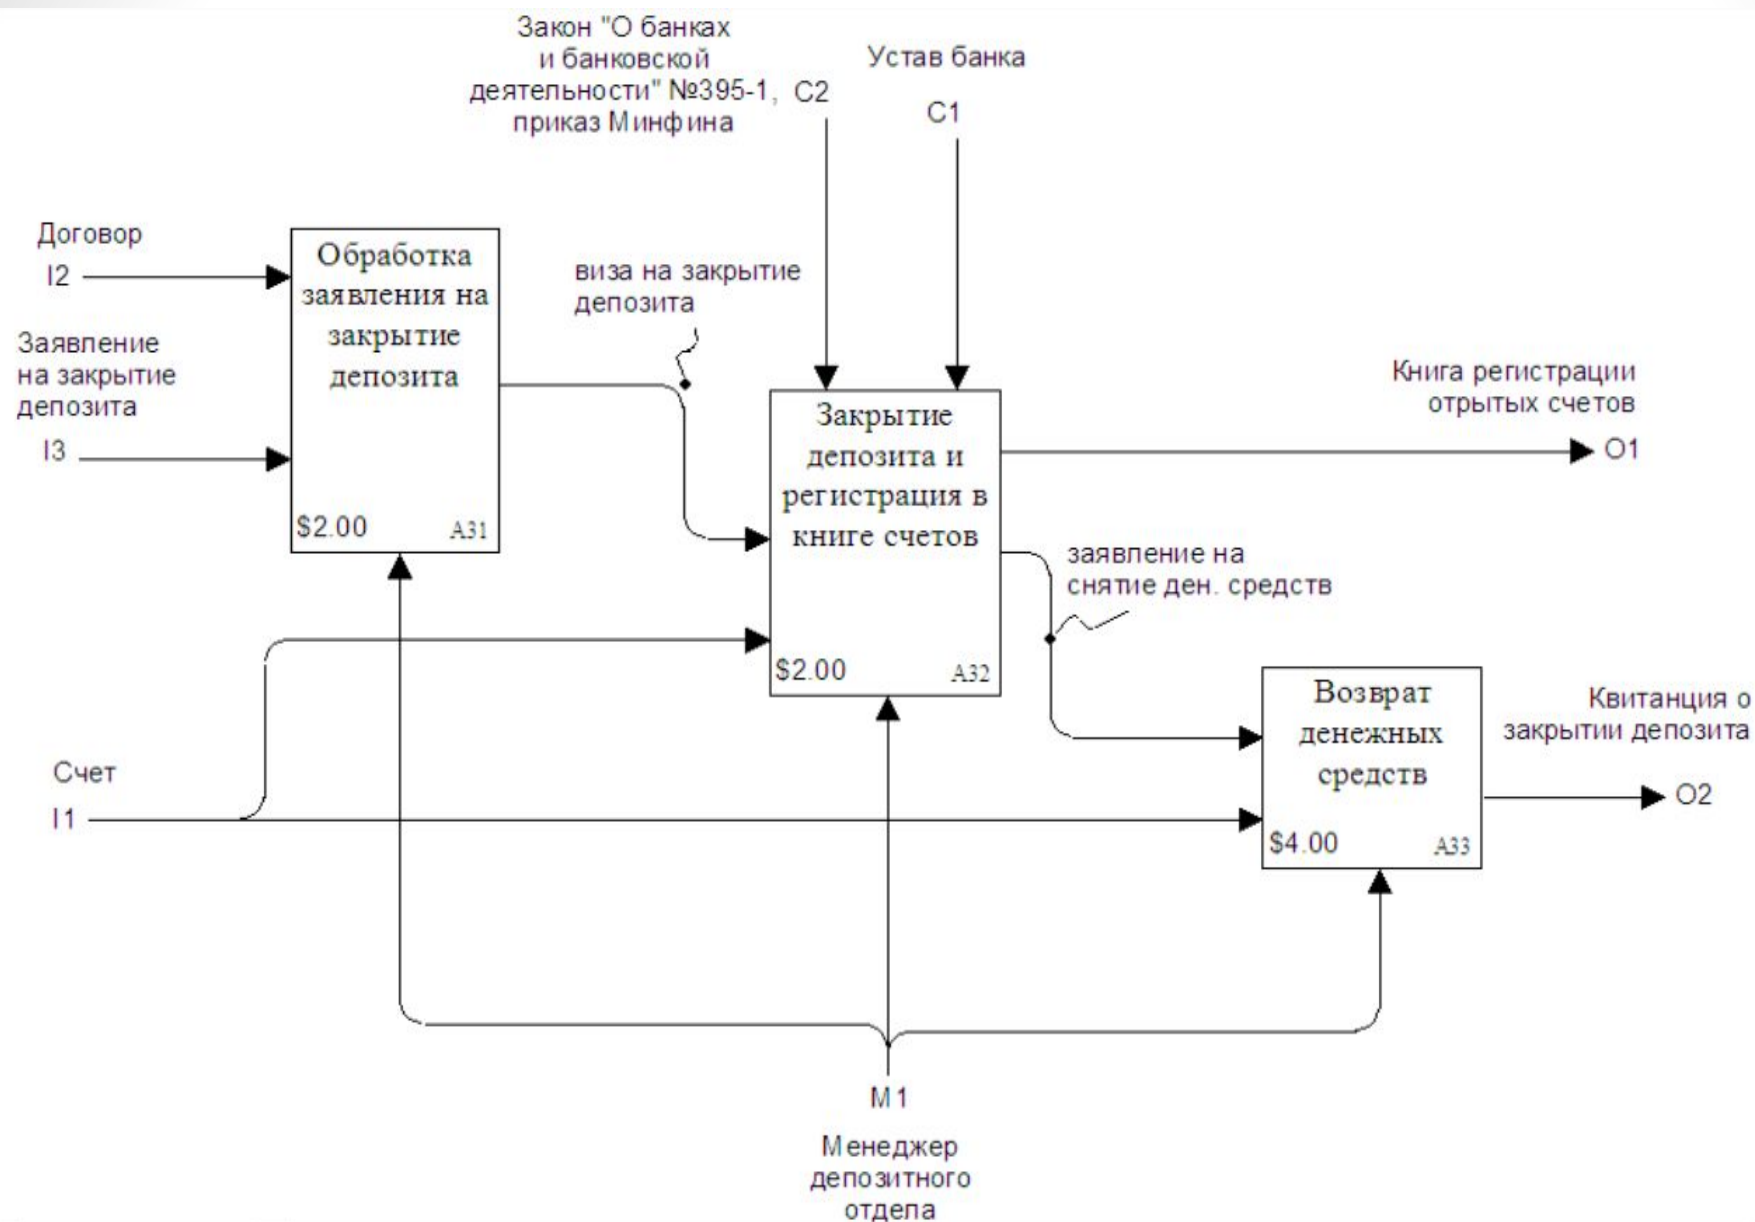 Закон "О банках
и банковской
деятельности" №395-1,
приказ Минфина
C2
Устав банка
C1
Договор
I2
Заявление
на закрытие
депозита
I3
Обработка
заявления на
закрытие
депозита
$2.00
A31
виза на закрытие
депозита
Закрытие
депозита и
регистрация в
книге счетов
$2.00
A32
Книга регистрации
отрытых счетов
O1
заявление на
снятие ден. средств
Счет
I1
Возврат
денежных
средств
$4.00
A33
Квитанция о
закрытии депозита
O2
M1
Менеджер
депозитного
отдела